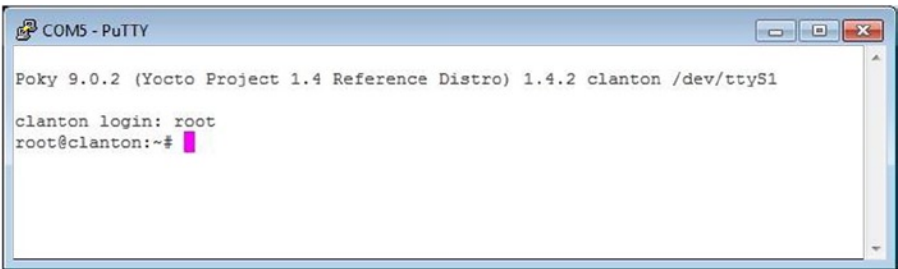 COM5 - PuTTY
Poky 9.0.2 (Yocto Project 1.4 Reference Distro) 1.4.2 clanton /dev/ttyS1
clanton login: root
root@clanton:~#